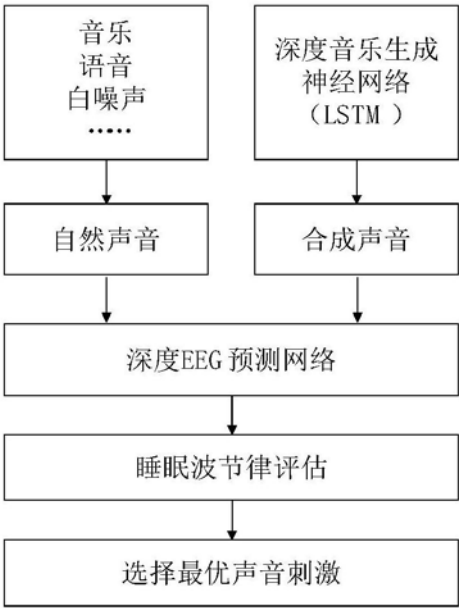 音乐
语音
白噪声
……
深度音乐生成
神经网络
（LSTM ）
自然声音
合成声音
深度EEG 预测网络
睡眠波节律评估
选择最优声音刺激